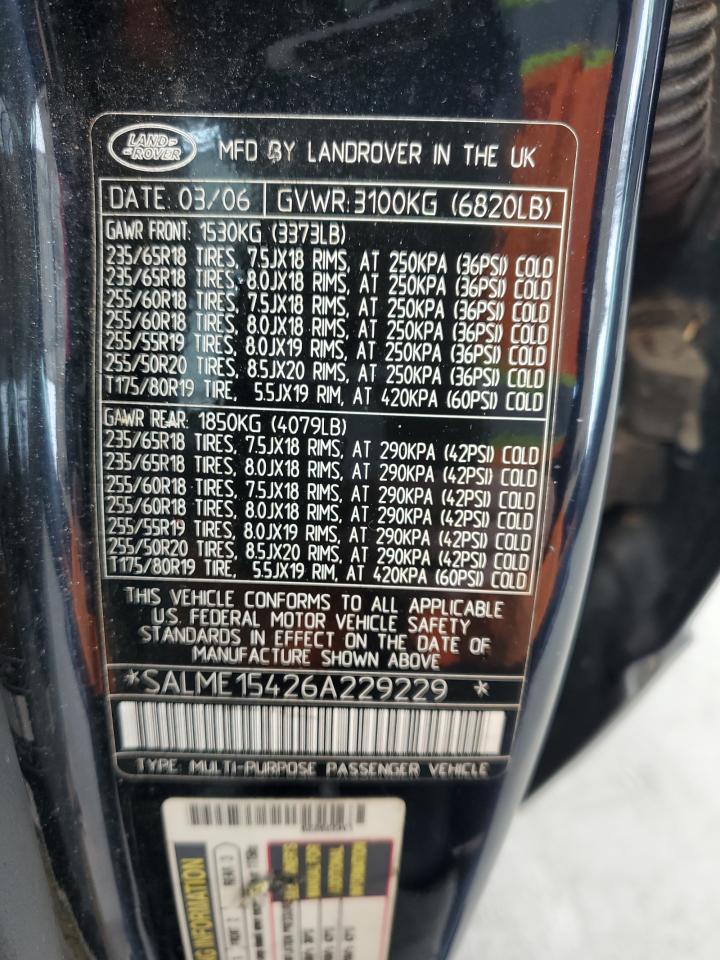 LAND-
-ROVER
MFD BY LANDROVER IN THE UK
DATE: 03/06 GVWR:3100KG (6820LB)
GAWR FRONT: 1530KG (3373LB)
235/65R18 TIRES, 7.5JX18 RIMS, AT 250KPA (36PSI) COLD
235/65R18 TIRES, 8.0JX18 RIMS, AT 250KPA (36PSI) COLD
255/60R18 TIRES, 7.5JX18 RIMS, AT 250KPA (36PSI) COLD
255/60R18 TIRES, 8.0JX18 RIMS, AT 250KPA (36PSI) COLD
255/55R19 TIRES, 8.0JX19 RIMS, AT 250KPA (36PSI) COLD
255/50R20 TIRES, 8.5JX20 RIMS, AT 250KPA (36PSI) COLD
T175/80R19 TIRE, 5.5JX19 RIM, AT 420KPA (60PSI) COLD
GAWR REAR: 1850KG (4079LB)
235/65R18 TIRES, 7.5JX18 RIMS, AT 290KPA (42PSI) COLD
235/65R18 TIRES, 8.0JX18 RIMS, AT 290KPA (42PSI) COLD
255/60R18 TIRES, 7.5JX18 RIMS, AT 290KPA (42PSI) COLD
255/60R18 TIRES, 8.0JX18 RIMS, AT 290KPA (42PSI) COLD
255/55R19 TIRES, 8.0JX19 RIMS, AT 290KPA (42PSI) COLD
255/50R20 TIRES, 8.5JX20 RIMS, AT 290KPA (42PSI) COLD
T175/80R19 TIRE, 5.5JX19 RIM, AT 420KPA (60PSI) COLD
THIS VEHICLE CONFORMS TO ALL APPLICABLE
U.S. FEDERAL MOTOR VEHICLE SAFETY
STANDARDS IN EFFECT ON THE DATE OF
MANUFACTURE SHOWN ABOVE
*SALME15426A229229 *
TYPE: MULTI-PURPOSE PASSENGER VEHICLE
INFORMATION
FRONT 2
REAR 3
MANUAL FOR
ADDITIONAL
INFORMATION